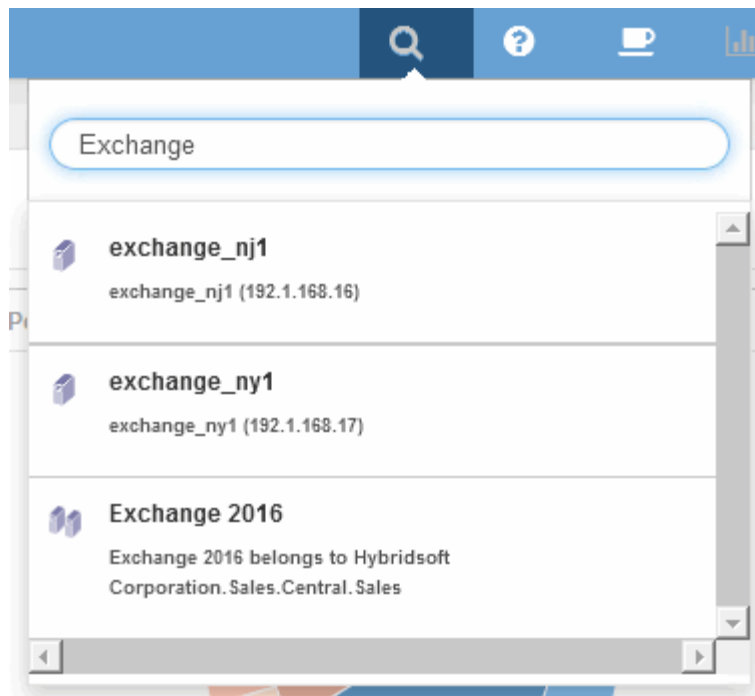 Exchange
exchange_nj1
exchange_nj1 (192.1.168.16)
exchange_ny1
exchange_ny1 (192.1.168.17)
Exchange 2016
Exchange 2016 belongs to Hybridsoft
Corporation.Sales.Central.Sales